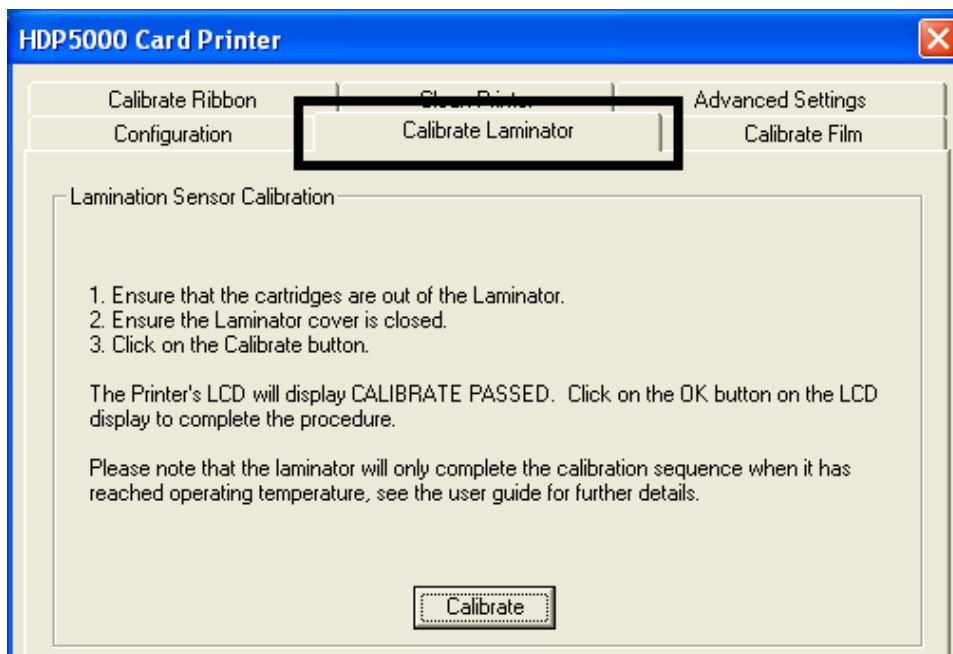 HDP5000 Card Printer
Calibrate Ribbon
Clean Printer
Advanced Settings
Configuration
Calibrate Laminator
Calibrate Film
Lamination Sensor Calibration
1. Ensure that the cartridges are out of the Laminator.
2. Ensure the Laminator cover is closed.
3. Click on the Calibrate button.
The Printer's LCD will display CALIBRATE PASSED. Click on the OK button on the LCD
display to complete the procedure.
Please note that the laminator will only complete the calibration sequence when it has
reached operating temperature, see the user guide for further details.
Calibrate